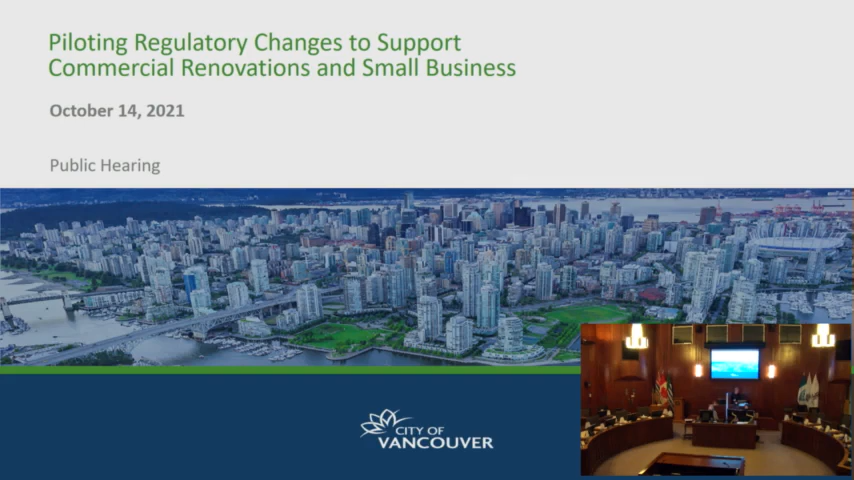 Piloting Regulatory Changes to Support
Commercial Renovations and Small Business
October 14, 2021
Public Hearing
CITY OF
VANCOUVER